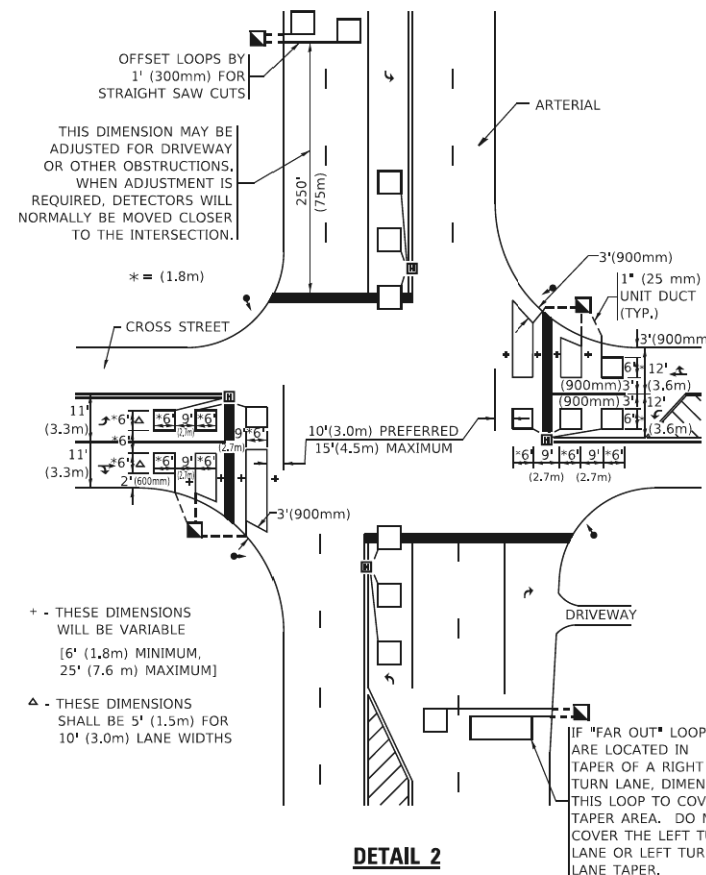 OFFSET LOOPS BY
1' (300mm) FOR
STRAIGHT SAW CUTS
ARTERIAL
THIS DIMENSION MAY BE
ADJUSTED FOR DRIVEWAY
OR OTHER OBSTRUCTIONS.
WHEN ADJUSTMENT IS
REQUIRED, DETECTORS WILL
NORMALLY BE MOVED CLOSER
TO THE INTERSECTION.
250'
(75m)
* = (1.8m)
3'(900mm)
1" (25 mm)
UNIT DUCT
(TYP.)
CROSS STREET
3'(900mm
6'*
12'
(3.6m)
(900mm) 3'
(900mm) 3'
12'
6'*
(3.6m)
H
11'
(3.3m)
*6'
*6' 9' *6'
(2.7m)
*6'
9' *6'
(2.7m)
11'
(3.3m)
*6'
*6' 9' *6'
(2.7m)
2' (600mm)
10'(3.0m) PREFERRED
15'(4.5m) MAXIMUM
H
H
*6' 9' *6' 9' *6'
(2.7m) (2.7m)
3'(900mm)
H
+ - THESE DIMENSIONS
WILL BE VARIABLE
[6' (1.8m) MINIMUM,
25' (7.6 m) MAXIMUM]
DRIVEWAY
△ - THESE DIMENSIONS
SHALL BE 5' (1.5m) FOR
10' (3.0m) LANE WIDTHS
IF "FAR OUT" LOOP
ARE LOCATED IN
TAPER OF A RIGHT
TURN LANE, DIMEN
THIS LOOP TO COV
TAPER AREA. DO N
COVER THE LEFT TU
LANE OR LEFT TUR
LANE TAPER.
DETAIL 2